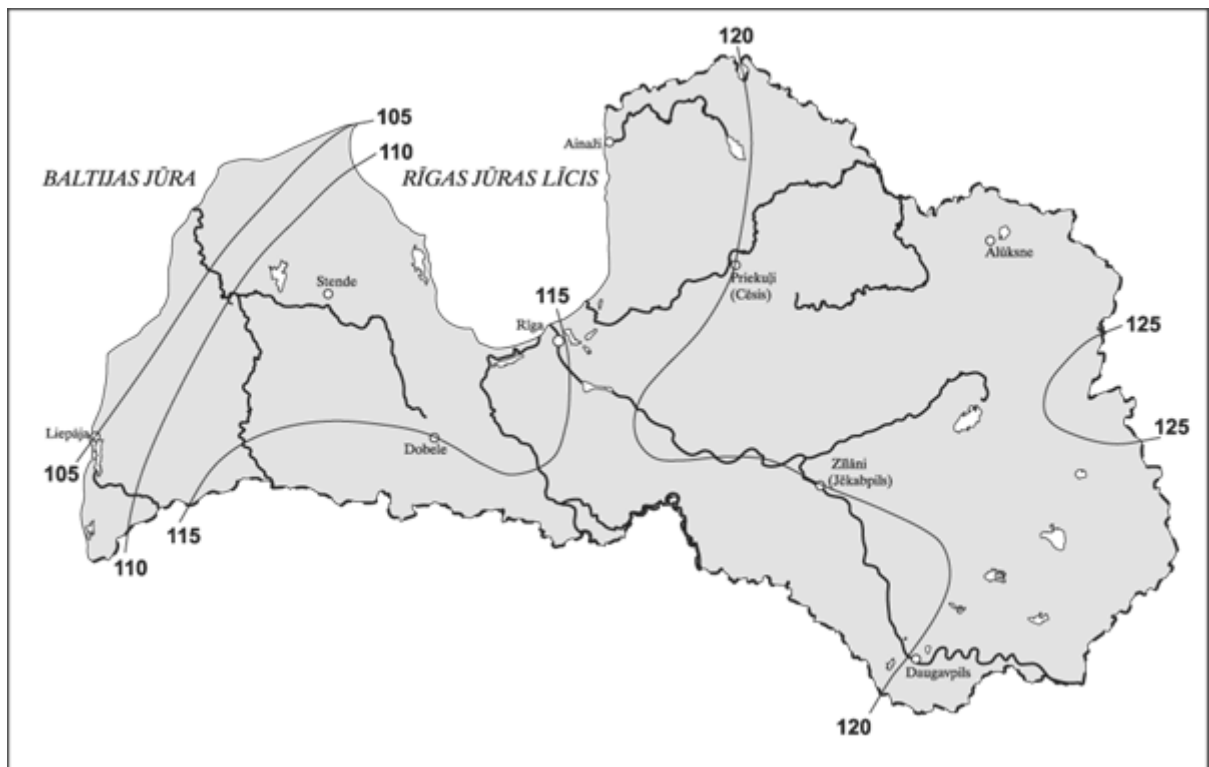 120
105
110
BALTIJAS JŪRA
RĪGAS JŪRAS LĪCIS
Ainaži
Alūksne
Stende
Priekuļi
(Cēsis)
115
Rīga
125
Liepāja
105
Dobele
125
Zīlāni
(Jēkabpils)
115
110
Daugavpils
120